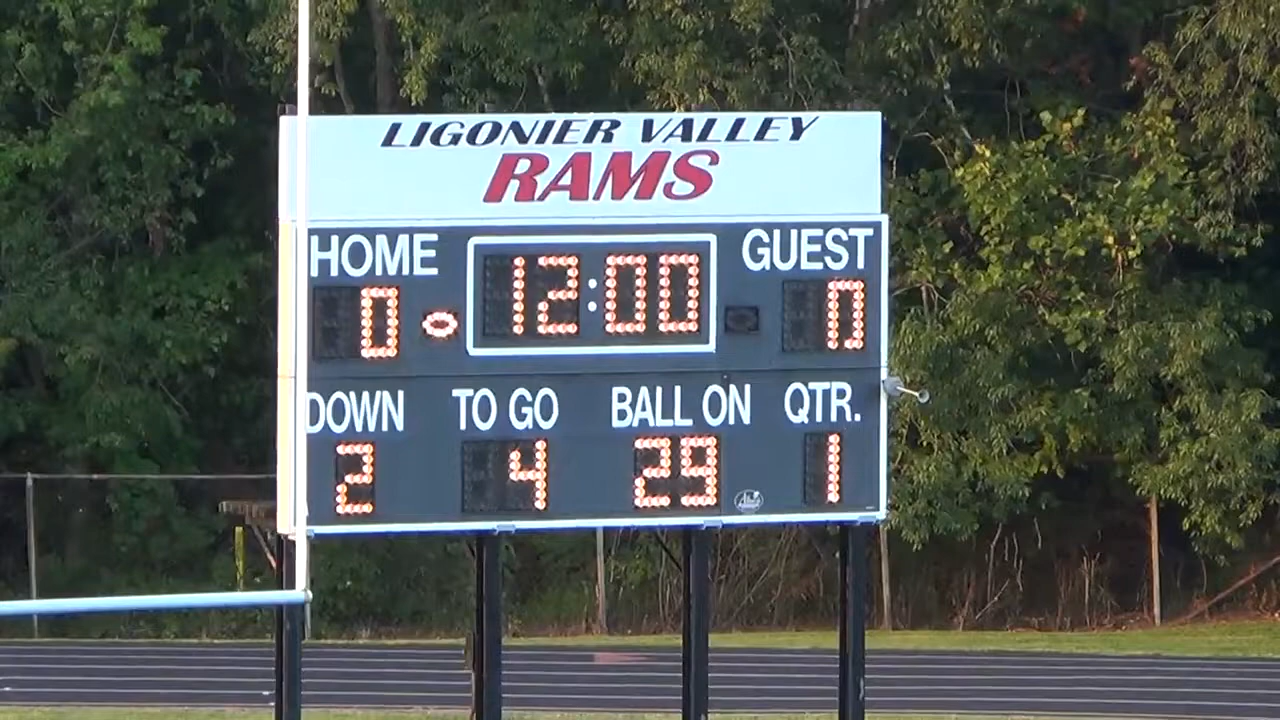 LIGONIER VALLEY
RAMS
HOME 12:00 GUEST
0 0
DOWN TO GO BALL ON QTR.
2 4 29 1